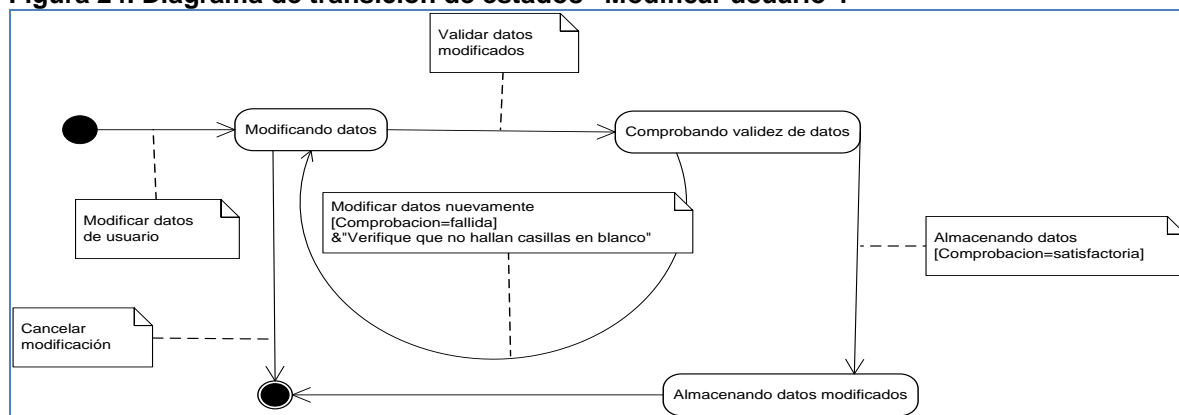 Validar datos
modificados
Modificando datos
Comprobando validez de datos
Modificar datos
de usuario
Modificar datos nuevamente
[Comprobacion=fallida]
&"Verifique que no hallan casillas en blanco"
Almacenando datos
[Comprobacion=satisfactoria]
Cancelar
modificación
Almacenando datos modificados